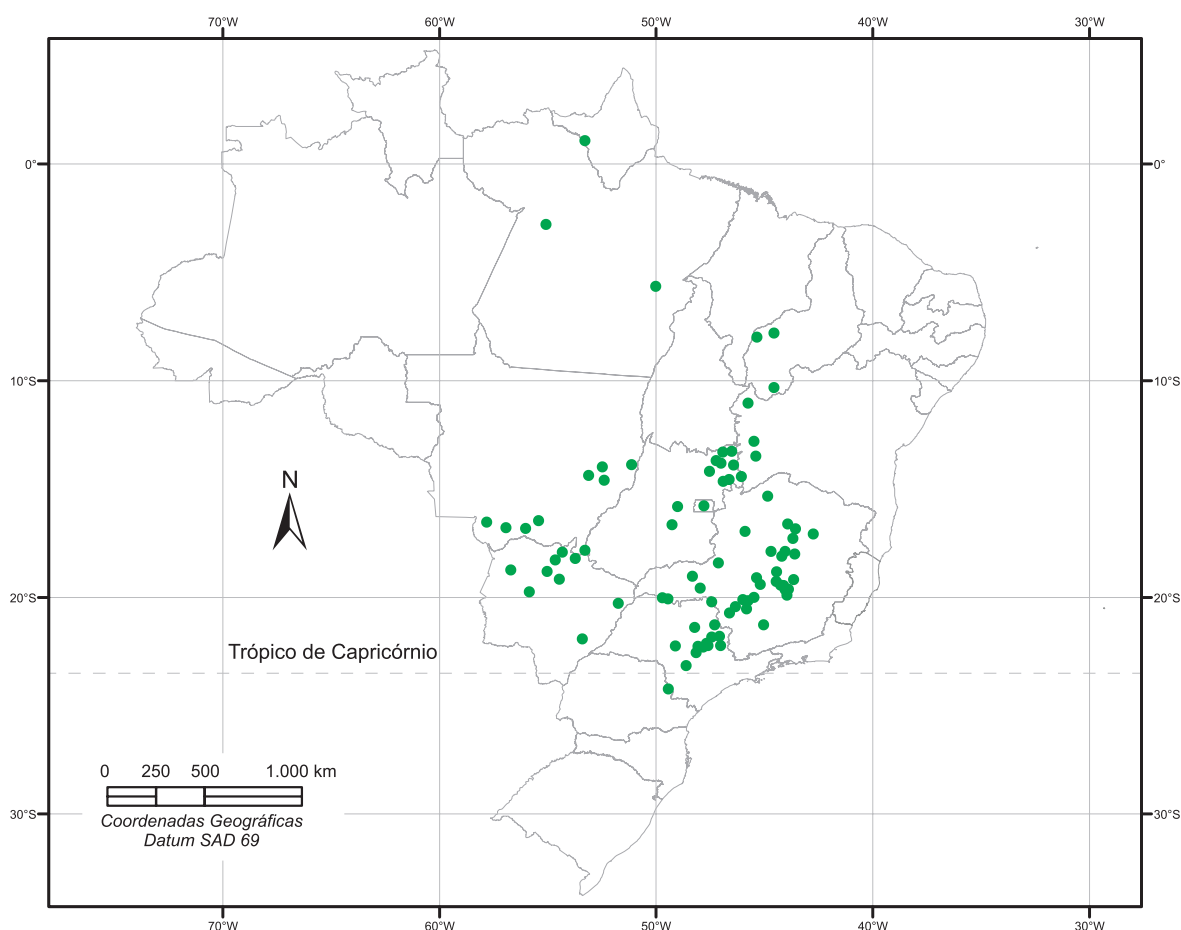 70°W 60°W 50°W 40°W 30°W
0° 0°
10°S 10°S
N
20°S 20°S
Trópico de Capricórnio
0 250 500 1.000 km
30°S 30°S
Coordenadas Geográficas
Datum SAD 69
70°W 60°W 50°W 40°W 30°W